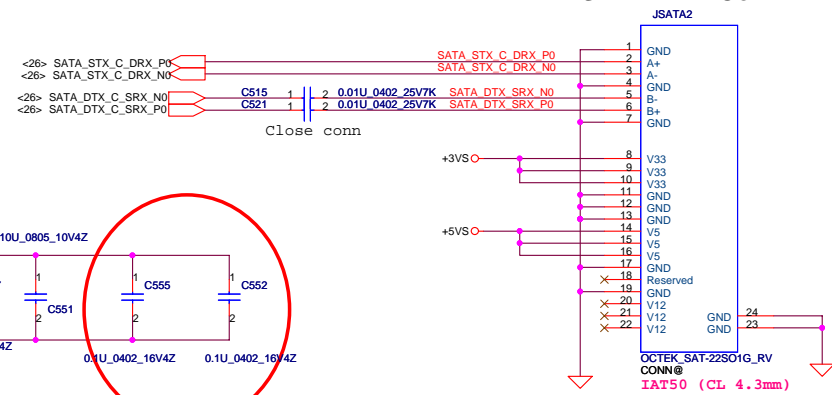 JSATA2
<26> SATA_STX_C_DRX_P0 SATA_STX_C_DRX_P0
<26> SATA_STX_C_DRX_N0 SATA_STX_C_DRX_N0
<26> SATA_DTX_C_SRX_N0 C515 1 2 0.01U_0402_25V7K SATA_DTX_SRX_N0
<26> SATA_DTX_C_SRX_P0 C521 1 2 0.01U_0402_25V7K SATA_DTX_SRX_P0
Close conn
1 GND
2 A+
3 A-
4 GND
5 B-
6 B+
7 GND
+3VS 8 V33
9 V33
10 V33
11 GND
12 GND
13 GND
+5VS 14 V5
15 V5
16 V5
17 GND
18 Reserved
19 GND
20 V12
21 V12
22 V12
GND 24
GND 23
10U_0805_10V4Z
1 1 1
C551 C555 C552
2 2 2
4Z 0.1U_0402_16V4Z 0.1U_0402_16V4Z
OCTEK_SAT-22SO1G_RV
CONN@
IAT50 (CL 4.3mm)